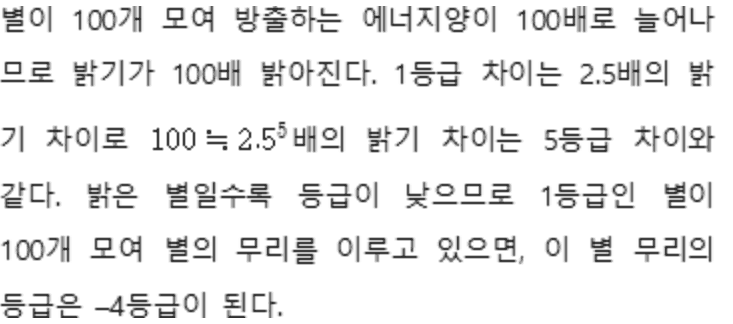 별이 100개 모여 방출하는 에너지양이 100배로 늘어나
므로 밝기가 100배 밝아진다. 1등급 차이는 2.5배의 밝
기 차이로 100≒2.5⁵배의 밝기 차이는 5등급 차이와
같다. 밝은 별일수록 등급이 낮으므로 1등급인 별이
100개 모여 별의 무리를 이루고 있으면, 이 별 무리의
등급은 –4등급이 된다.